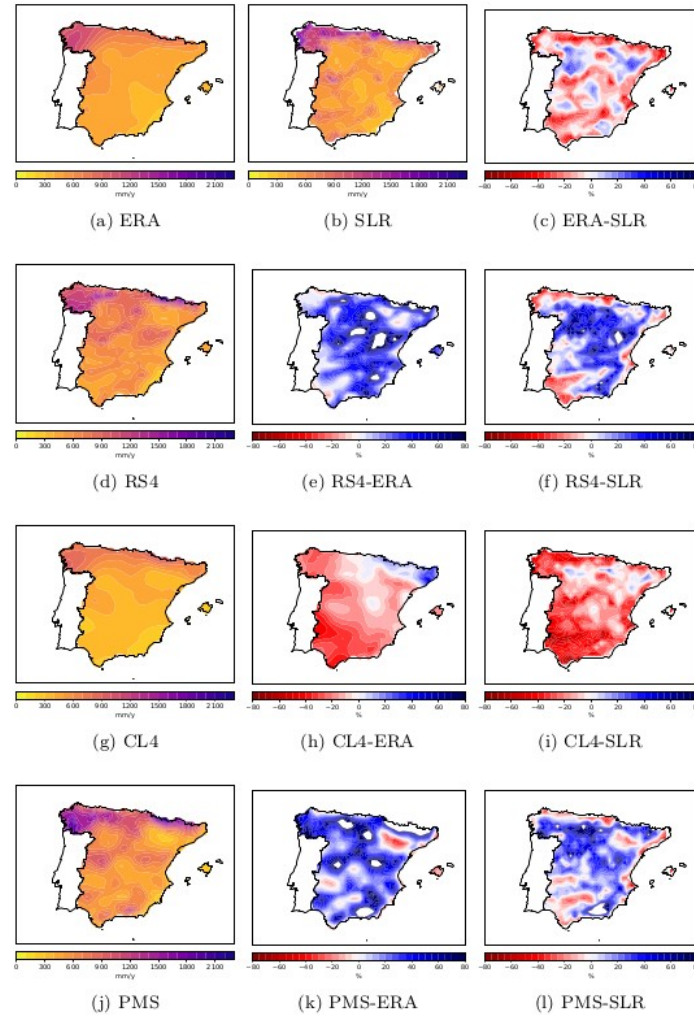 0 300 600 900 1200 1500 1800 2100
mm/y
(a) ERA
0 300 600 900 1200 1500 1800 2100
mm/y
(b) SLR
−80 −60 −40 −20 0 20 40 60
%
(c) ERA-SLR
0 300 600 900 1200 1500 1800 2100
mm/y
(d) RS4
−80 −60 −40 −20 0 20 40 60 80
%
(e) RS4-ERA
−80 −60 −40 −20 0 20 40 60
%
(f) RS4-SLR
0 300 600 900 1200 1500 1800 2100
mm/y
(g) CL4
−80 −60 −40 −20 0 20 40 60 80
%
(h) CL4-ERA
−80 −60 −40 −20 0 20 40 60
%
(i) CL4-SLR
0 300 600 900 1200 1500 1800 2100
mm/y
(j) PMS
−80 −60 −40 −20 0 20 40 60 80
%
(k) PMS-ERA
−80 −60 −40 −20 0 20 40 60
%
(l) PMS-SLR